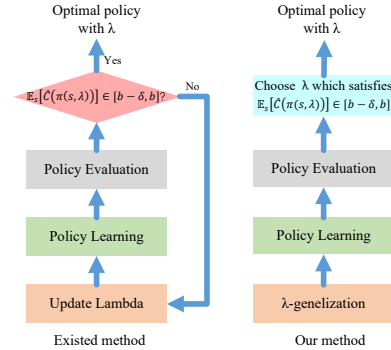 Optimal policy
with λ
Yes
𝔼ₛ[Ĉ(π(s, λ))] ∈ [b − δ, b]?
No
Policy Evaluation
Policy Learning
Update Lambda
Existed method
Optimal policy
with λ
Choose λ which satisfies
𝔼ₛ[Ĉ(π(s, λ))] ∈ [b − δ, b]
Policy Evaluation
Policy Learning
λ-genelization
Our method